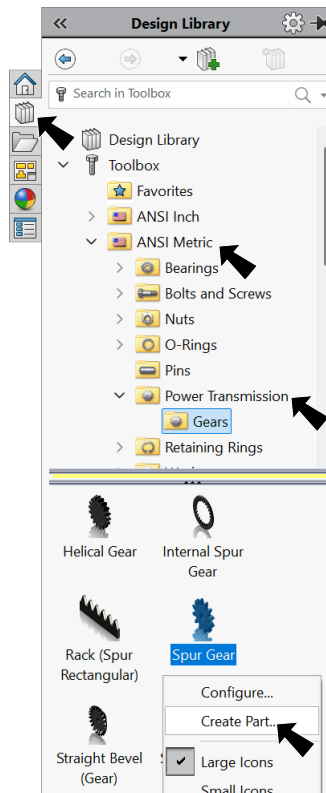 Design Library
Search in Toolbox
Design Library
Toolbox
Favorites
ANSI Inch
ANSI Metric
Bearings
Bolts and Screws
Nuts
O-Rings
Pins
Power Transmission
Gears
Retaining Rings
Helical Gear
Internal Spur
Gear
Rack (Spur
Rectangular)
Spur Gear
Straight Bevel
(Gear)
Configure...
Create Part...
Large Icons
Small Icons